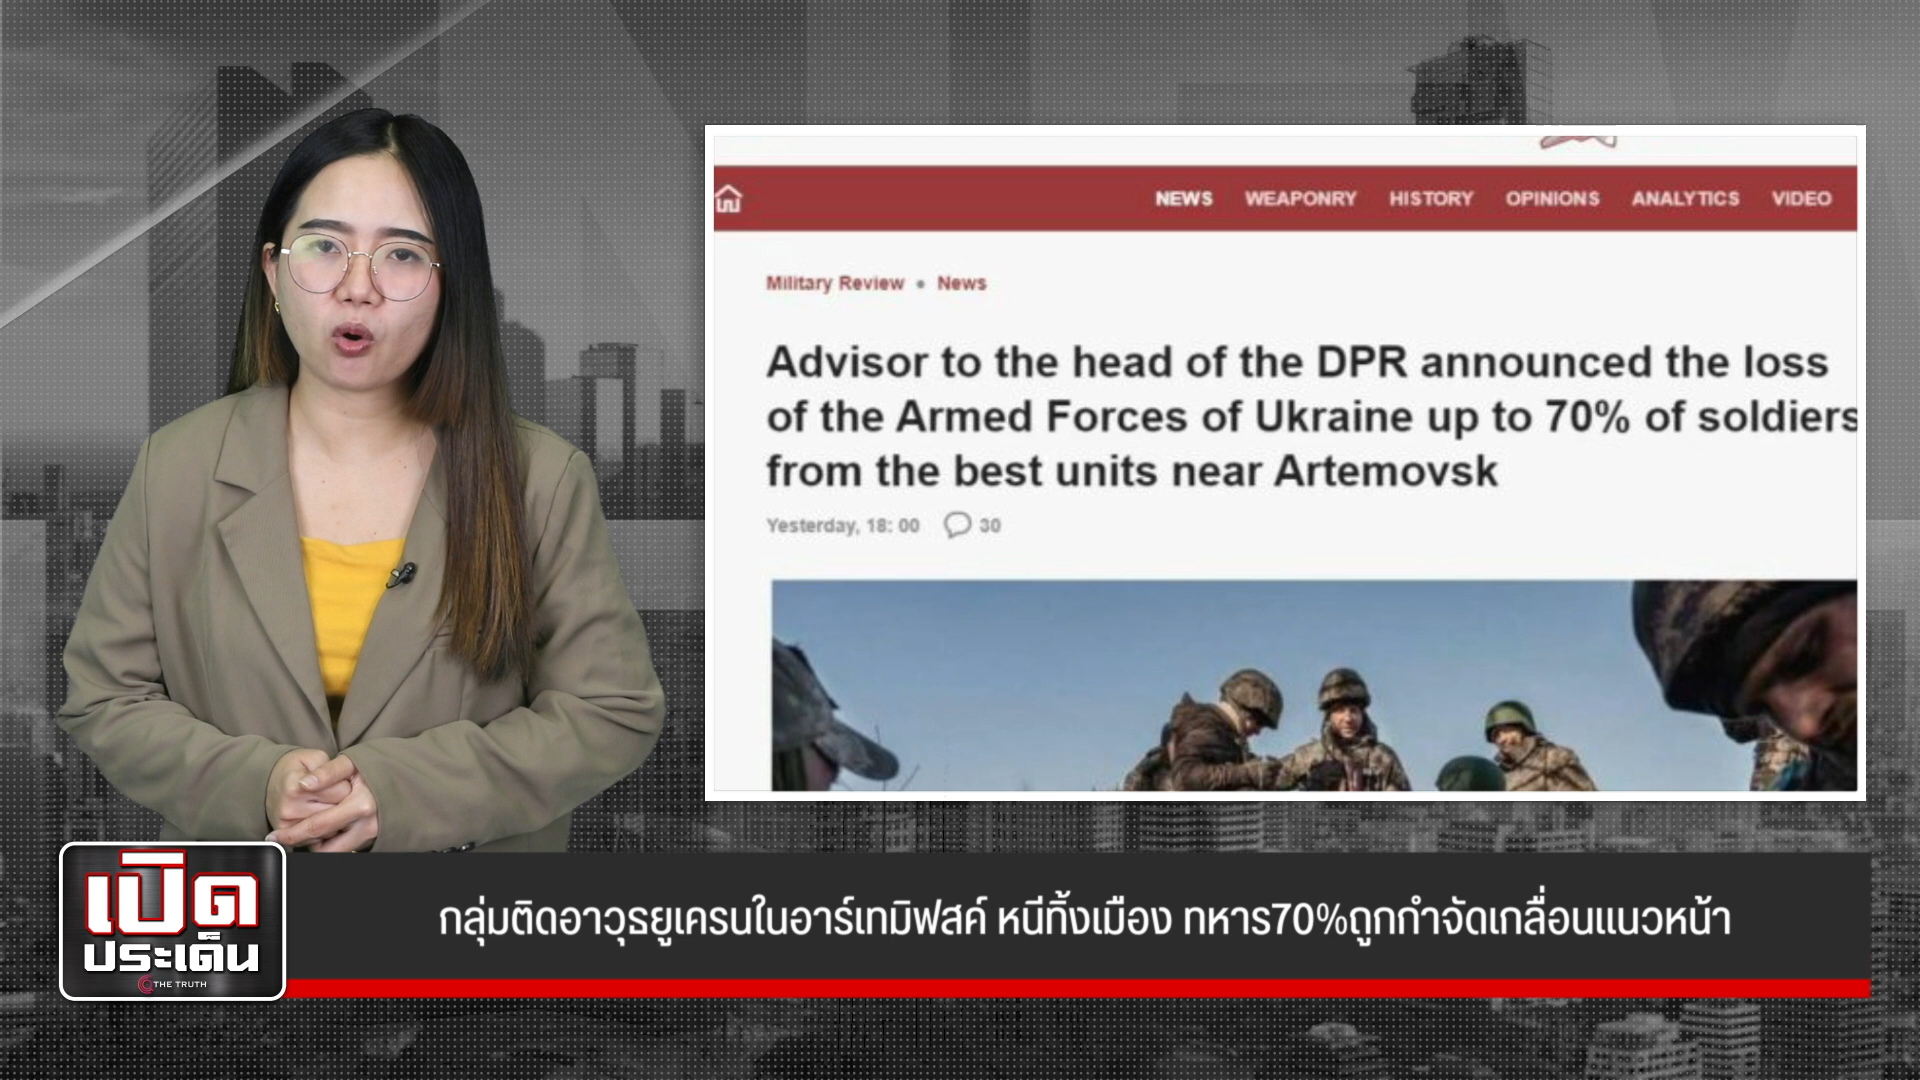 NEWS WEAPONRY HISTORY OPINIONS ANALYTICS VIDEO
Military Review • News
Advisor to the head of the DPR announced the loss
of the Armed Forces of Ukraine up to 70% of soldiers
from the best units near Artemovsk
Yesterday, 18: 00 30
เปิด
ประเด็น
THE TRUTH
กลุ่มติดอาวุธยูเครนในอาร์เทมิฟสค์ หนีทิ้งเมือง ทหาร70%ถูกกำจัดเกลื่อนแนวหน้า